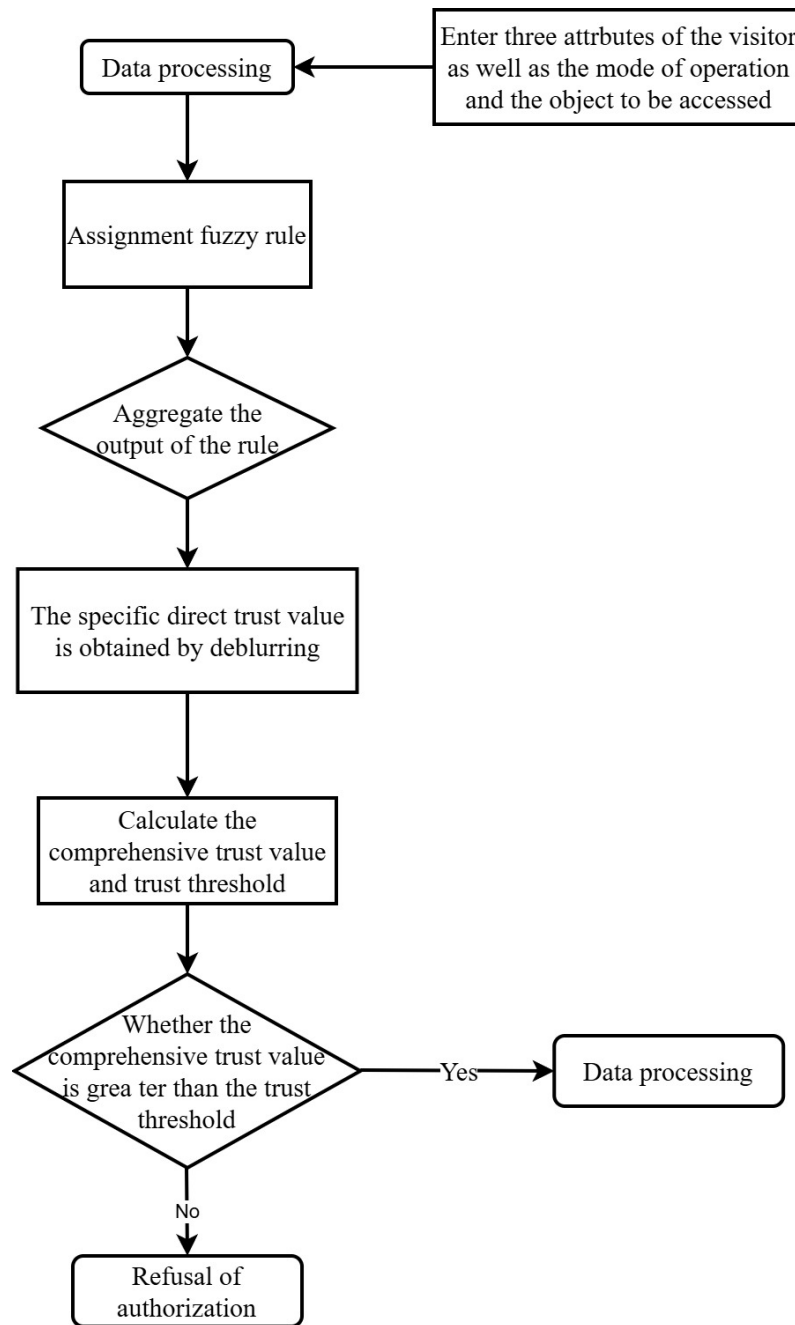 Data processing
Enter three attrbutes of the visitor
as well as the mode of operation
and the object to be accessed
Assignment fuzzy rule
Aggregate the
output of the rule
The specific direct trust value
is obtained by deblurring
Calculate the
comprehensive trust value
and trust threshold
Whether the
comprehensive trust value
is grea ter than the trust
threshold
Yes
Data processing
No
Refusal of
authorization